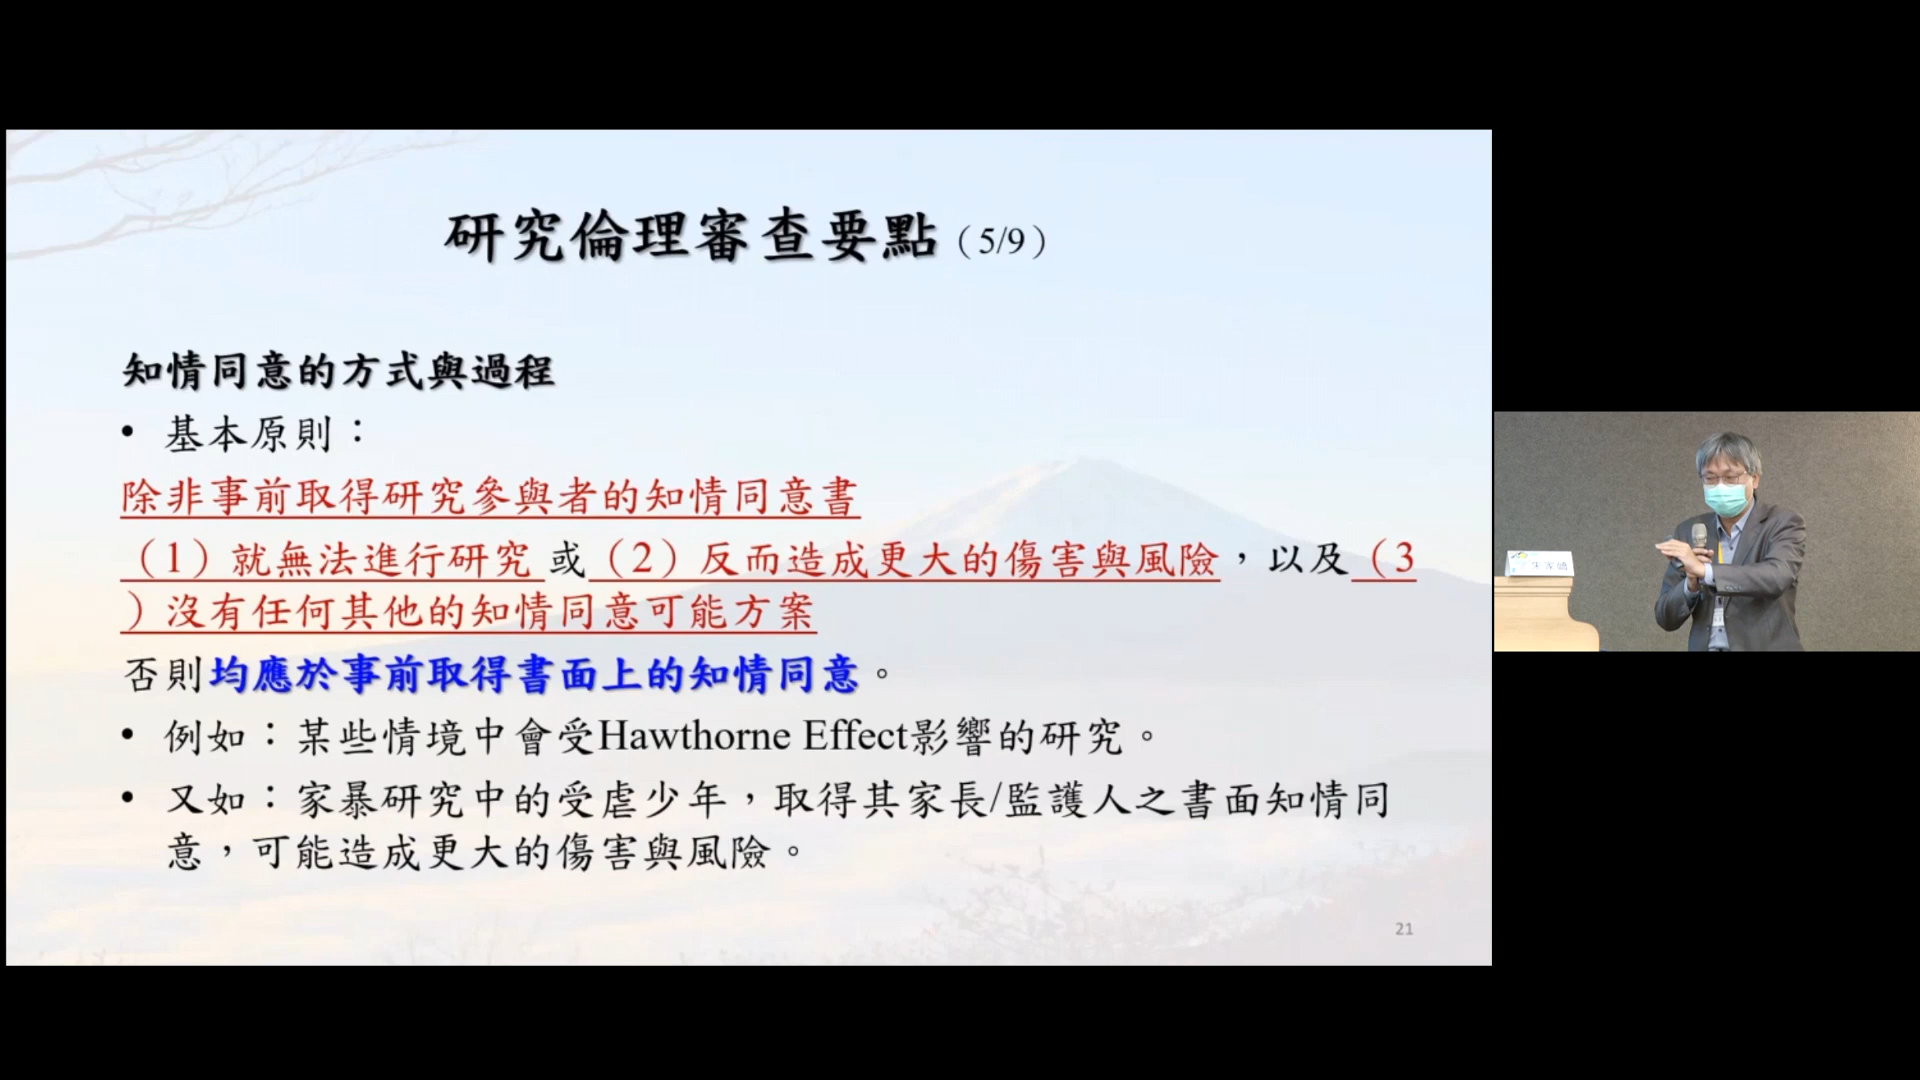 研究倫理審查要點（5/9）
知情同意的方式與過程
• 基本原則：
除非事前取得研究參與者的知情同意書
（1）就無法進行研究 或（2）反而造成更大的傷害與風險，以及（3
）沒有任何其他的知情同意可能方案
否則均應於事前取得書面上的知情同意。
• 例如：某些情境中會受Hawthorne Effect影響的研究。
• 又如：家暴研究中的受虐少年，取得其家長/監護人之書面知情同
意，可能造成更大的傷害與風險。
21